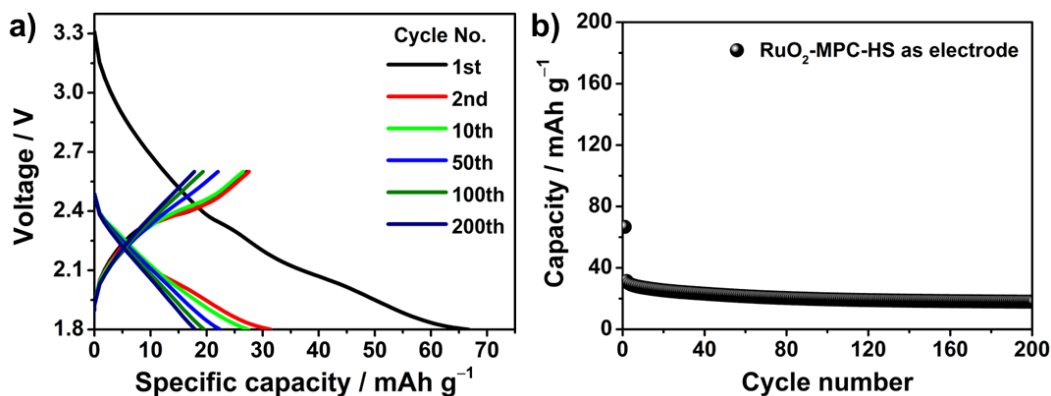 a)
Voltage / V
3.3
3.0
2.7
2.4
2.1
1.8
Cycle No.
1st
2nd
10th
50th
100th
200th
0 10 20 30 40 50 60 70
Specific capacity / mAh g⁻¹
b)
Capacity / mAh g⁻¹
200
160
120
80
40
0
RuO₂-MPC-HS as electrode
0 40 80 120 160 200
Cycle number